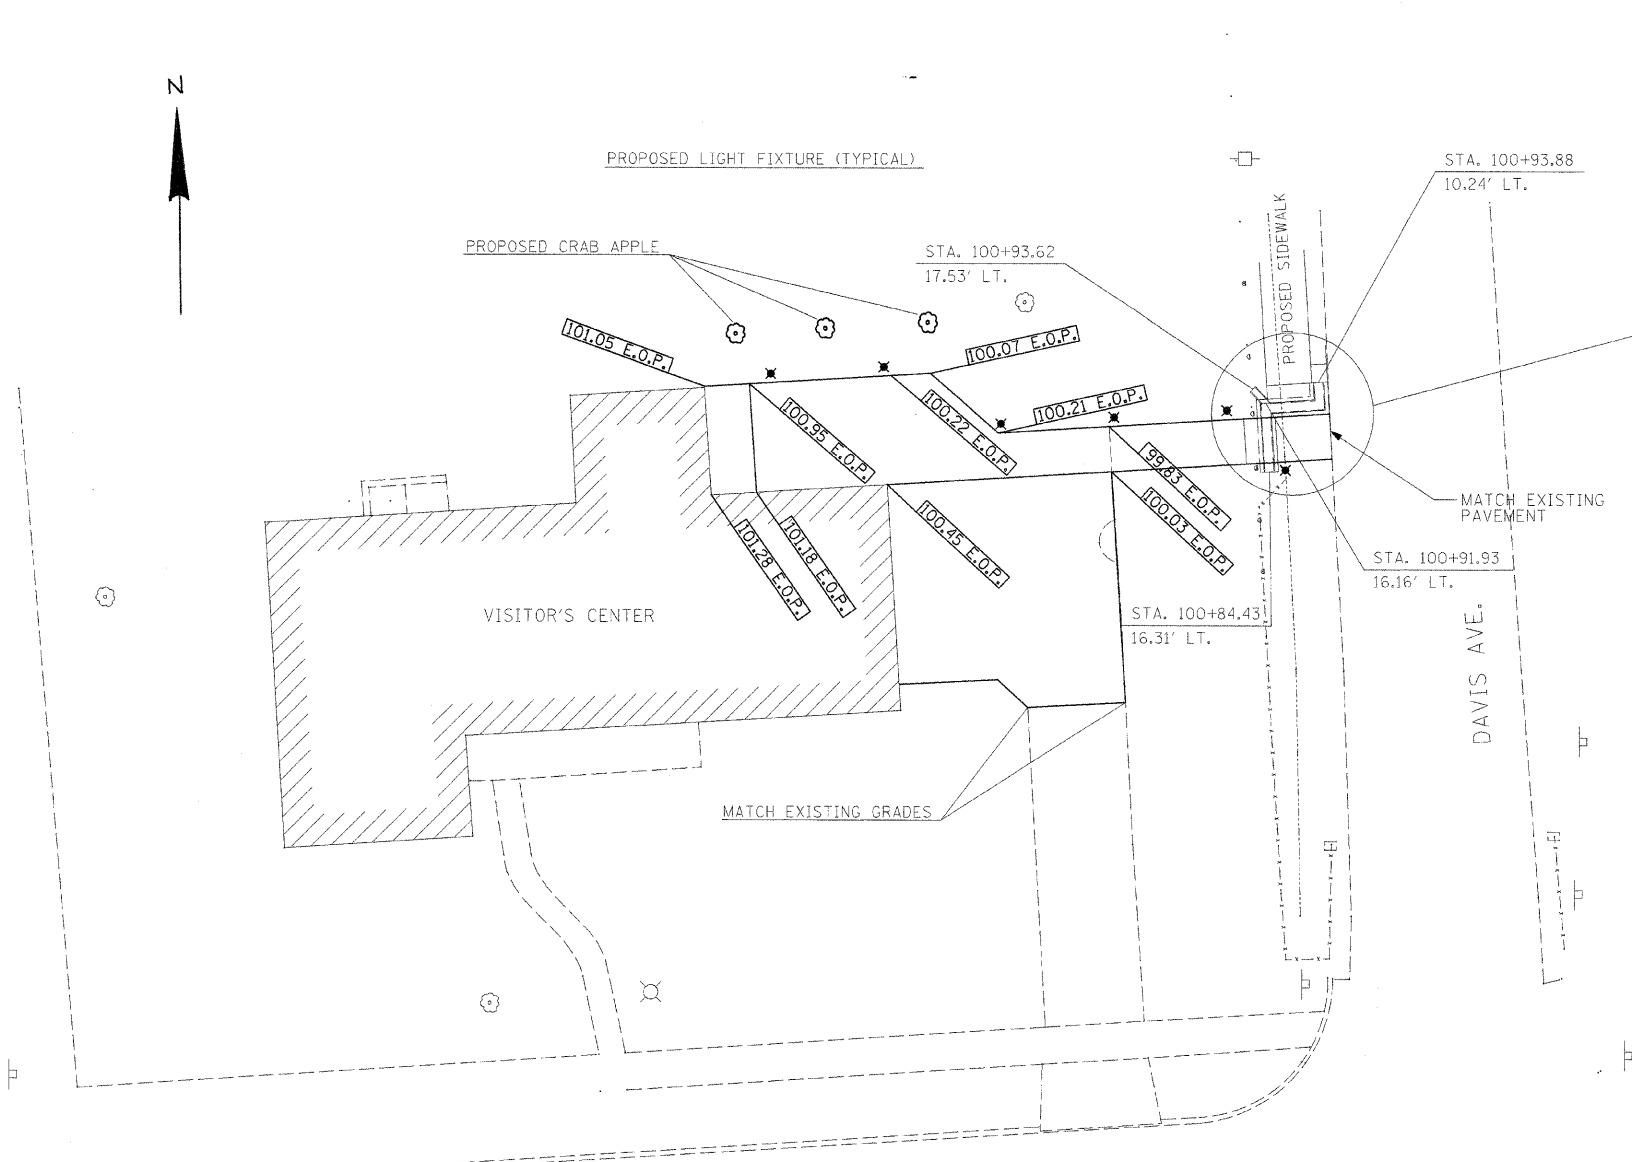 N
PROPOSED LIGHT FIXTURE (TYPICAL)
STA. 100+93.88
10.24' LT.
PROPOSED SIDEWALK
PROPOSED CRAB APPLE
STA. 100+93.62
17.53' LT.
101.05 E.O.P.
100.07 E.O.P.
100.95 E.O.P.
100.22 E.O.P.
100.21 E.O.P.
99.83 E.O.P.
100.03 E.O.P.
MATCH EXISTING
PAVEMENT
101.28 E.O.P.
101.18 E.O.P.
100.45 E.O.P.
STA. 100+91.93
16.16' LT.
VISITOR'S CENTER
STA. 100+84.43
16.31' LT.
DAVIS AVE.
MATCH EXISTING GRADES